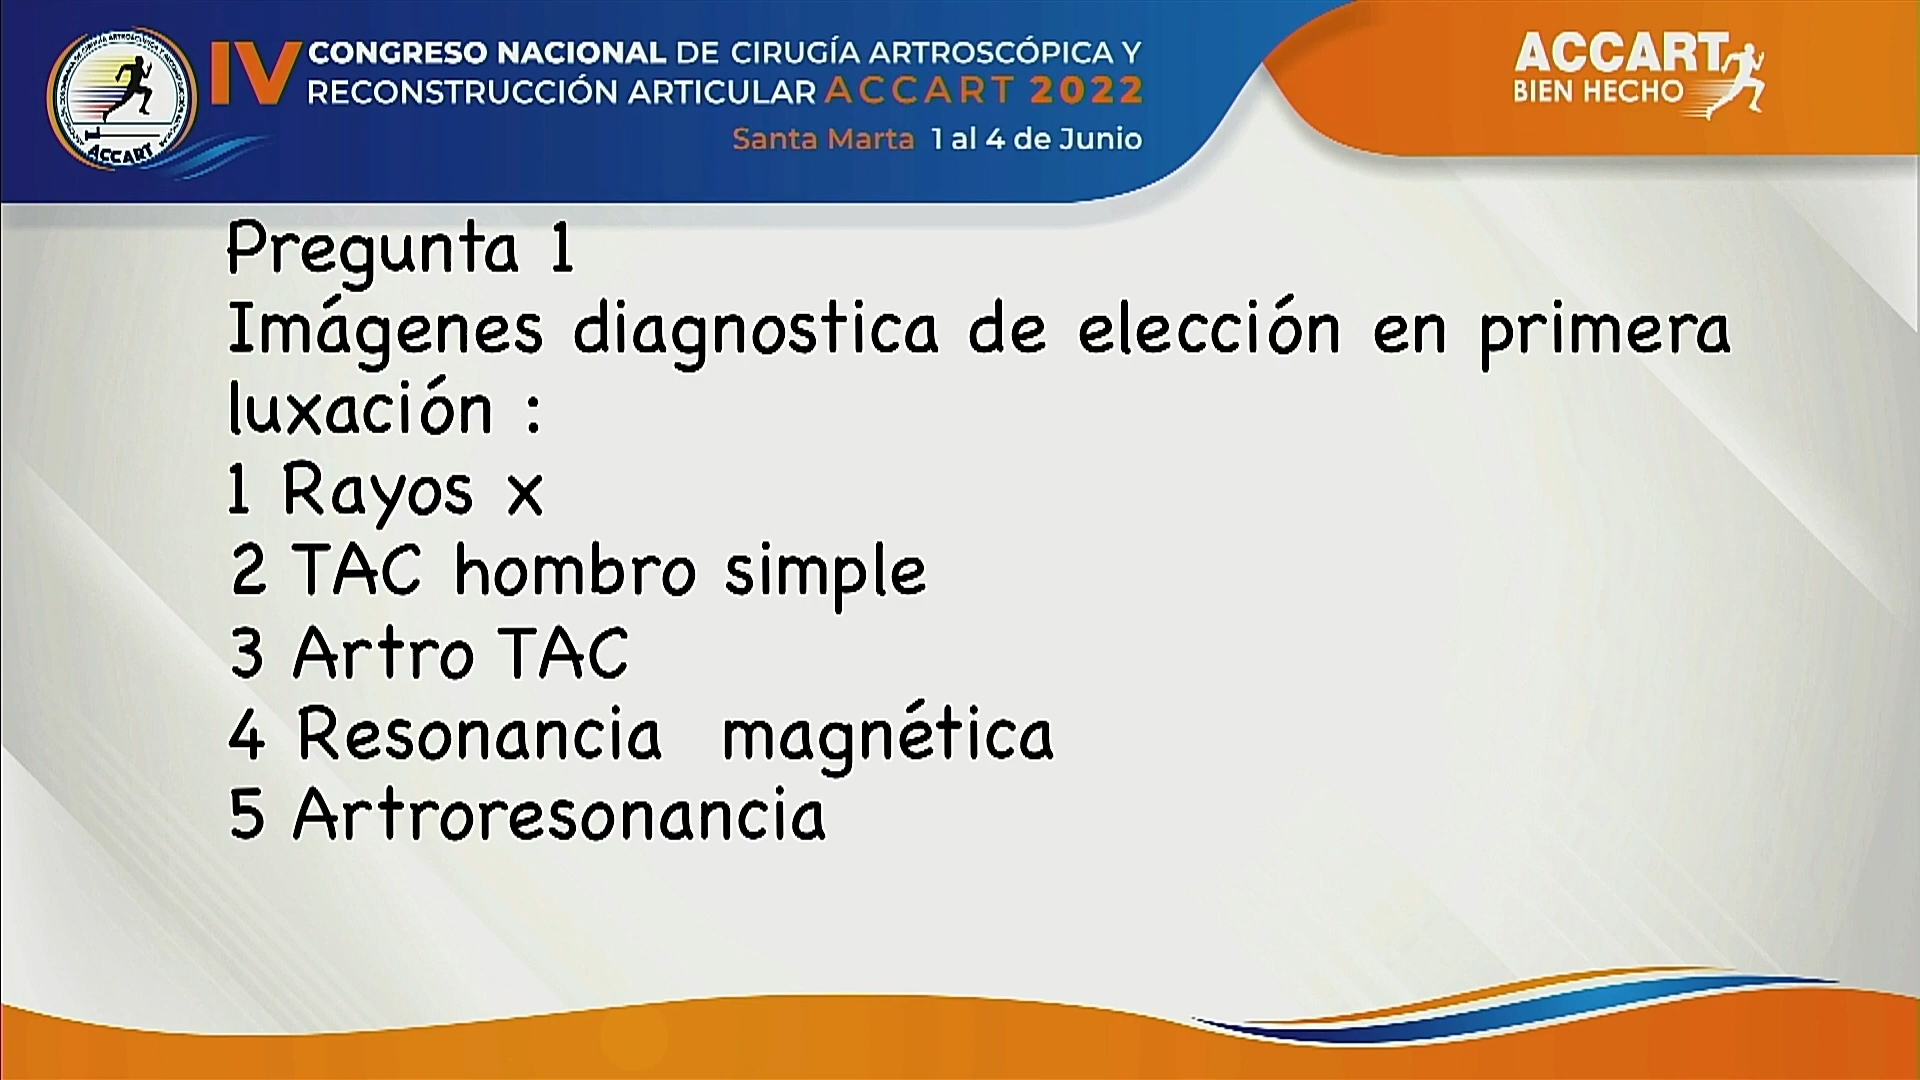 IV CONGRESO NACIONAL DE CIRUGÍA ARTROSCÓPICA Y
RECONSTRUCCIÓN ARTICULAR ACCART 2022
Santa Marta 1 al 4 de Junio
ACCART
ACCART
BIEN HECHO
Pregunta 1
Imágenes diagnostica de elección en primera
luxación :
1 Rayos x
2 TAC hombro simple
3 Artro TAC
4 Resonancia magnética
5 Artroresonancia